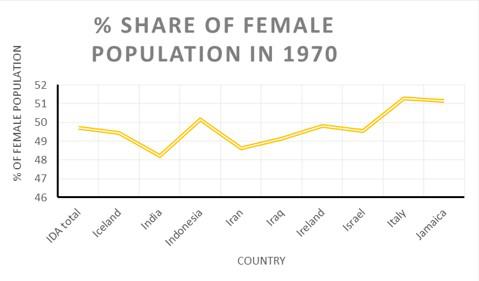 % SHARE OF FEMALE
POPULATION IN 1970
% OF FEMALE POPULATION
52
51
50
49
48
47
46
IDA total
Iceland
India
Indonesia
Iran
Iraq
Ireland
Israel
Italy
Jamaica
COUNTRY